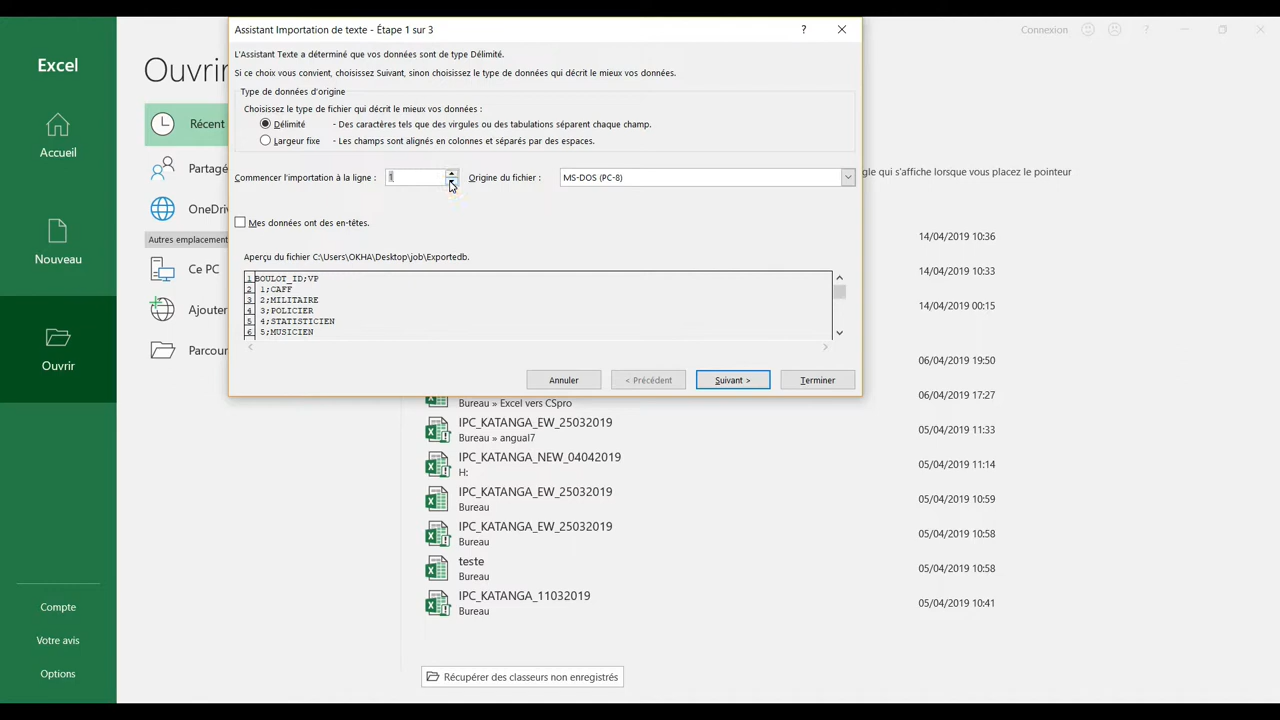 Assistant Importation de texte - Étape 1 sur 3
?
L'Assistant Texte a déterminé que vos données sont de type Délimité.
Si ce choix vous convient, choisissez Suivant, sinon choisissez le type de données qui décrit le mieux vos données.
Type de données d'origine
Choisissez le type de fichier qui décrit le mieux vos données :
Délimité - Des caractères tels que des virgules ou des tabulations séparent chaque champ.
Largeur fixe - Les champs sont alignés en colonnes et séparés par des espaces.
Commencer l'importation à la ligne : 1 Origine du fichier : MS-DOS (PC-8)
Mes données ont des en-têtes.
Aperçu du fichier C:\Users\OKHA\Desktop\job\Exportedb.
1 BOULOT_ID;VP
2 1;CAFF
3 2;MILITAIRE
4 3;POLICIER
5 4;STATISTICIEN
6 5;MUSICIEN
Annuler < Précédent Suivant > Terminer
Excel
Accueil
Nouveau
Ouvrir
Compte
Votre avis
Options
Ouvrir
Récent
Partagé
OneDriv
Autres emplacement
Ce PC
Ajouter
Parcour
Connexion ?
gle qui s'affiche lorsque vous placez le pointeur
14/04/2019 10:36
14/04/2019 10:33
14/04/2019 00:15
06/04/2019 19:50
06/04/2019 17:27
Bureau » Excel vers CSpro
IPC_KATANGA_EW_25032019 05/04/2019 11:33
Bureau » angual7
IPC_KATANGA_NEW_04042019 05/04/2019 11:14
H:
IPC_KATANGA_EW_25032019 05/04/2019 10:59
Bureau
IPC_KATANGA_EW_25032019 05/04/2019 10:58
Bureau
teste 05/04/2019 10:58
Bureau
IPC_KATANGA_11032019 05/04/2019 10:41
Bureau
Récupérer des classeurs non enregistrés